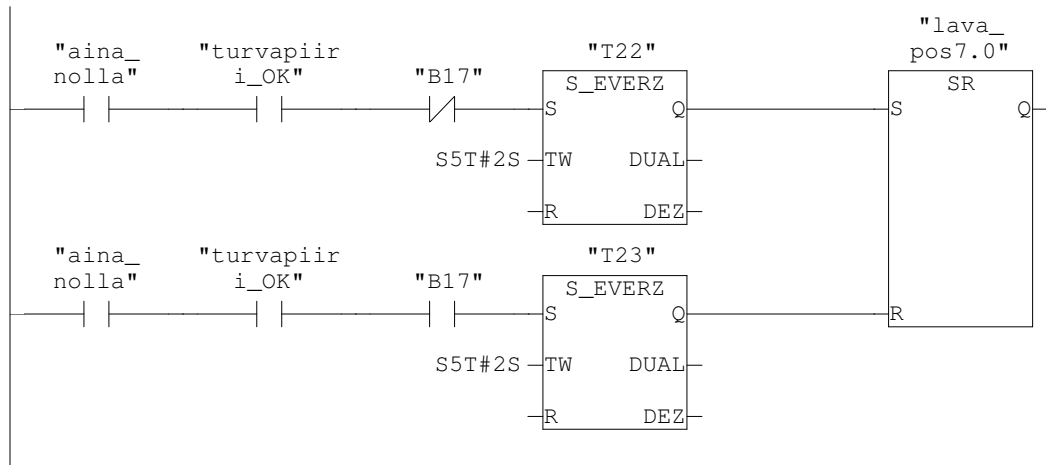 "lava_
pos7.0"
"aina_
nolla"
"turvapiir
i_OK"
"B17"
"T22"
S_EVERZ
SR
S Q
S Q
S5T#2S TW DUAL
R DEZ
"aina_
nolla"
"turvapiir
i_OK"
"B17"
"T23"
S_EVERZ
S Q
R
S5T#2S TW DUAL
R DEZ